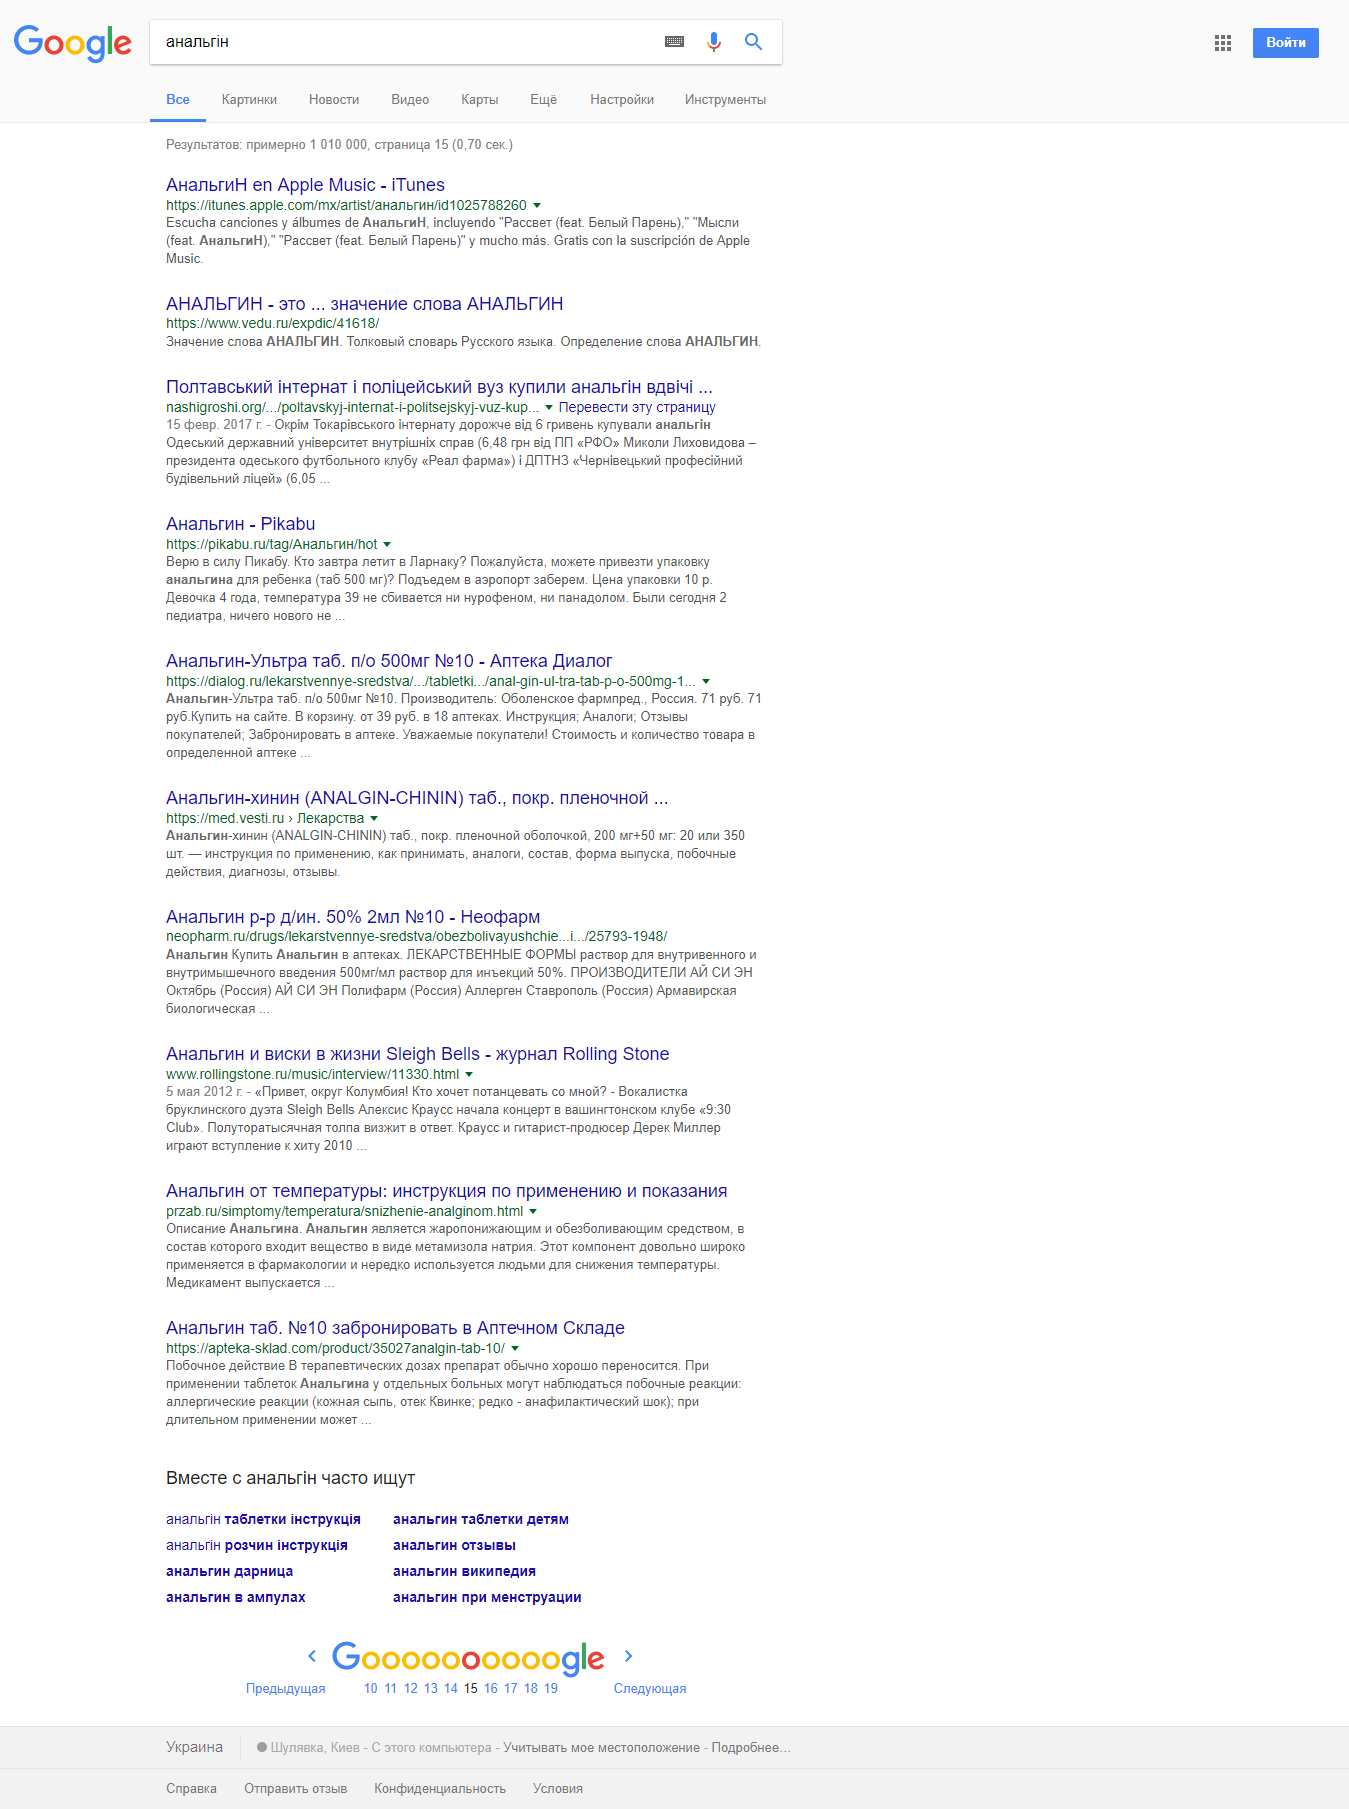 Google
анальгін
Войти
Все Картинки Новости Видео Карты Ещё Настройки Инструменты
Результатов: примерно 1 010 000, страница 15 (0,70 сек.)
АнальгиН en Apple Music - iTunes
https://itunes.apple.com/mx/artist/анальгин/id1025788260
Escucha canciones y álbumes de АнальгиН, incluyendo "Рассвет (feat. Белый Парень)," "Мысли
(feat. АнальгиН)," "Рассвет (feat. Белый Парень)" y mucho más. Gratis con la suscripción de Apple
Music.
АНАЛЬГИН - это ... значение слова АНАЛЬГИН
https://www.vedu.ru/expdic/41618/
Значение слова АНАЛЬГИН. Толковый словарь Русского языка. Определение слова АНАЛЬГИН.
Полтавський інтернат і поліцейський вуз купили анальгін вдвічі ...
nashigroshi.org/.../poltavskyj-internat-i-politsejskyj-vuz-kup... Перевести эту страницу
15 февр. 2017 г. - Окрім Токарівського інтернату дорожче від 6 гривень купували анальгін
Одеський державний університет внутрішніх справ (6,48 грн від ПП «РФО» Миколи Лиховидова –
президента одеського футбольного клубу «Реал фарма») і ДПТНЗ «Чернівецький професійний
будівельний ліцей» (6,05 ...
Анальгин - Pikabu
https://pikabu.ru/tag/Анальгин/hot
Верю в силу Пикабу. Кто завтра летит в Ларнаку? Пожалуйста, можете привезти упаковку
анальгина для ребенка (таб 500 мг)? Подъедем в аэропорт заберем. Цена упаковки 10 р.
Девочка 4 года, температура 39 не сбивается ни нурофеном, ни панадолом. Были сегодня 2
педиатра, ничего нового не ...
Анальгин-Ультра таб. п/о 500мг №10 - Аптека Диалог
https://dialog.ru/lekarstvennye-sredstva/.../tabletki.../anal-gin-ul-tra-tab-p-o-500mg-1...
Анальгин-Ультра таб. п/о 500мг №10. Производитель: Оболенское фармпред., Россия. 71 руб. 71
руб.Купить на сайте. В корзину. от 39 руб. в 18 аптеках. Инструкция; Аналоги; Отзывы
покупателей; Забронировать в аптеке. Уважаемые покупатели! Стоимость и количество товара в
определенной аптеке ...
Анальгин-хинин (ANALGIN-CHININ) таб., покр. пленочной ...
https://med.vesti.ru › Лекарства
Анальгин-хинин (ANALGIN-CHININ) таб., покр. пленочной оболочкой, 200 мг+50 мг: 20 или 350
шт. — инструкция по применению, как принимать, аналоги, состав, форма выпуска, побочные
действия, диагнозы, отзывы.
Анальгин р-р д/ин. 50% 2мл №10 - Неофарм
neopharm.ru/drugs/lekarstvennye-sredstva/obezbolivayushchie...i.../25793-1948/
Анальгин Купить Анальгин в аптеках. ЛЕКАРСТВЕННЫЕ ФОРМЫ раствор для внутривенного и
внутримышечного введения 500мг/мл раствор для инъекций 50%. ПРОИЗВОДИТЕЛИ АЙ СИ ЭН
Октябрь (Россия) АЙ СИ ЭН Полифарм (Россия) Аллерген Ставрополь (Россия) Армавирская
биологическая ...
Анальгин и виски в жизни Sleigh Bells - журнал Rolling Stone
www.rollingstone.ru/music/interview/11330.html
5 мая 2012 г. - «Привет, округ Колумбия! Кто хочет потанцевать со мной? - Вокалистка
бруклинского дуэта Sleigh Bells Алексис Краусс начала концерт в вашингтонском клубе «9:30
Club». Полуторатысячная толпа визжит в ответ. Краусс и гитарист-продюсер Дерек Миллер
играют вступление к хиту 2010 ...
Анальгин от температуры: инструкция по применению и показания
przab.ru/simptomy/temperatura/snizhenie-analginom.html
Описание Анальгина. Анальгин является жаропонижающим и обезболивающим средством, в
состав которого входит вещество в виде метамизола натрия. Этот компонент довольно широко
применяется в фармакологии и нередко используется людьми для снижения температуры.
Медикамент выпускается ...
Анальгин таб. №10 забронировать в Аптечном Складе
https://apteka-sklad.com/product/35027analgin-tab-10/
Побочное действие В терапевтических дозах препарат обычно хорошо переносится. При
применении таблеток Анальгина у отдельных больных могут наблюдаться побочные реакции:
аллергические реакции (кожная сыпь, отек Квинке; редко - анафилактический шок); при
длительном применении может ...
Вместе с анальгін часто ищут
анальгін таблетки інструкція анальгин таблетки детям
анальгін розчин інструкція анальгин отзывы
анальгин дарница анальгин википедия
анальгин в ампулах анальгин при менструации
Goooooooooogle
Предыдущая 10 11 12 13 14 15 16 17 18 19 Следующая
Украина Шулявка, Киев - С этого компьютера - Учитывать мое местоположение - Подробнее…
Справка Отправить отзыв Конфиденциальность Условия